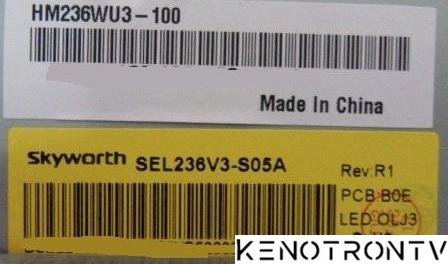 HM236WU3-100
Made In China
Skyworth SEL236V3-S05A
Rev:R1
PCB:B0E
LED:OLJ3
KENOTRONTV